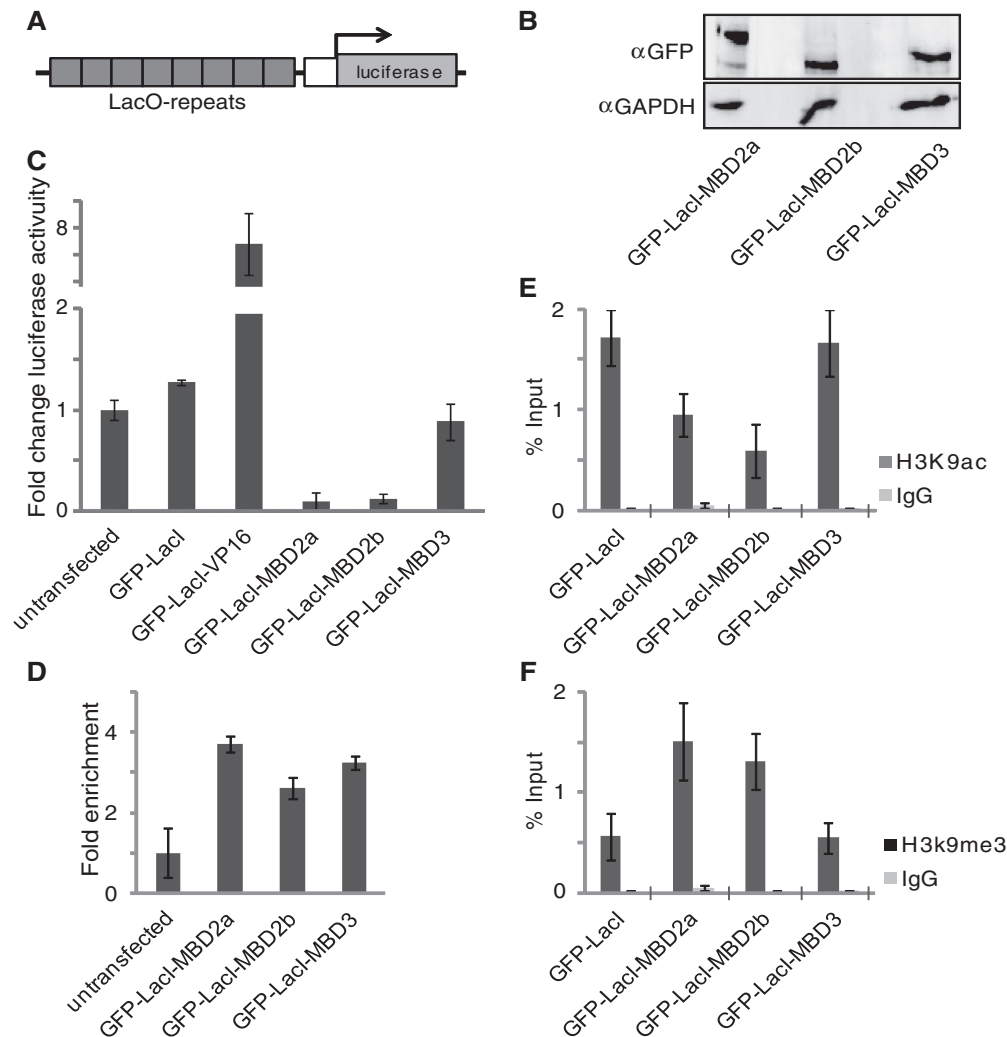 A
luciferase
LacO-repeats
B
αGFP
αGAPDH
GFP-LacI-MBD2a
GFP-LacI-MBD2b
GFP-LacI-MBD3
C
Fold change luciferase activuity
8
2
1
0
untransfected
GFP-LacI
GFP-LacI-VP16
GFP-LacI-MBD2a
GFP-LacI-MBD2b
GFP-LacI-MBD3
D
Fold enrichment
4
2
0
untransfected
GFP-LacI-MBD2a
GFP-LacI-MBD2b
GFP-LacI-MBD3
E
% Input
2
1
0
H3K9ac
IgG
GFP-LacI
GFP-LacI-MBD2a
GFP-LacI-MBD2b
GFP-LacI-MBD3
F
% Input
2
1
0
H3k9me3
IgG
GFP-LacI
GFP-LacI-MBD2a
GFP-LacI-MBD2b
GFP-LacI-MBD3